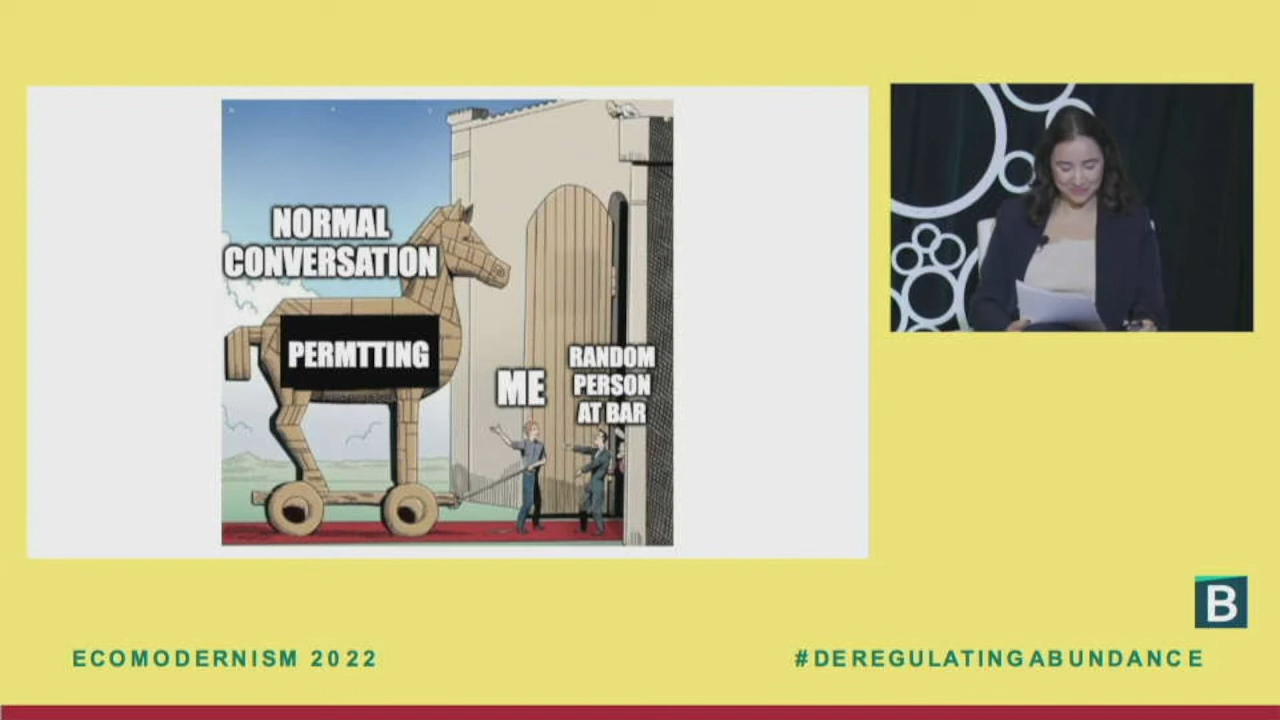 NORMAL
CONVERSATION
PERMTTING
ME
RANDOM
PERSON
AT BAR
B
ECOMODERNISM 2022
#DEREGULATINGABUNDANCE